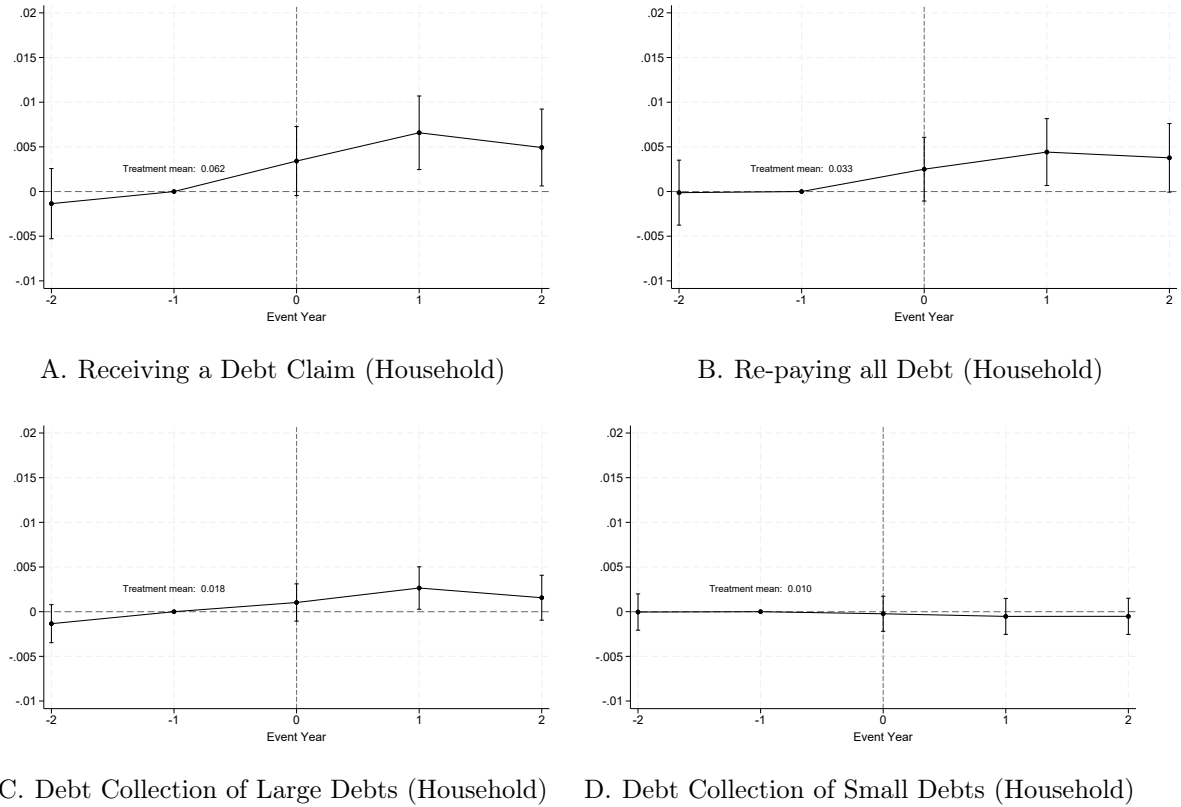 .02
.015
.01
.005
0
-.005
-.01
Treatment mean: 0.062
-2 -1 0 1 2
Event Year
A. Receiving a Debt Claim (Household)
.02
.015
.01
.005
0
-.005
-.01
Treatment mean: 0.033
-2 -1 0 1 2
Event Year
B. Re-paying all Debt (Household)
.02
.015
.01
.005
0
-.005
-.01
Treatment mean: 0.018
-2 -1 0 1 2
Event Year
C. Debt Collection of Large Debts (Household)
.02
.015
.01
.005
0
-.005
-.01
Treatment mean: 0.010
-2 -1 0 1 2
Event Year
D. Debt Collection of Small Debts (Household)